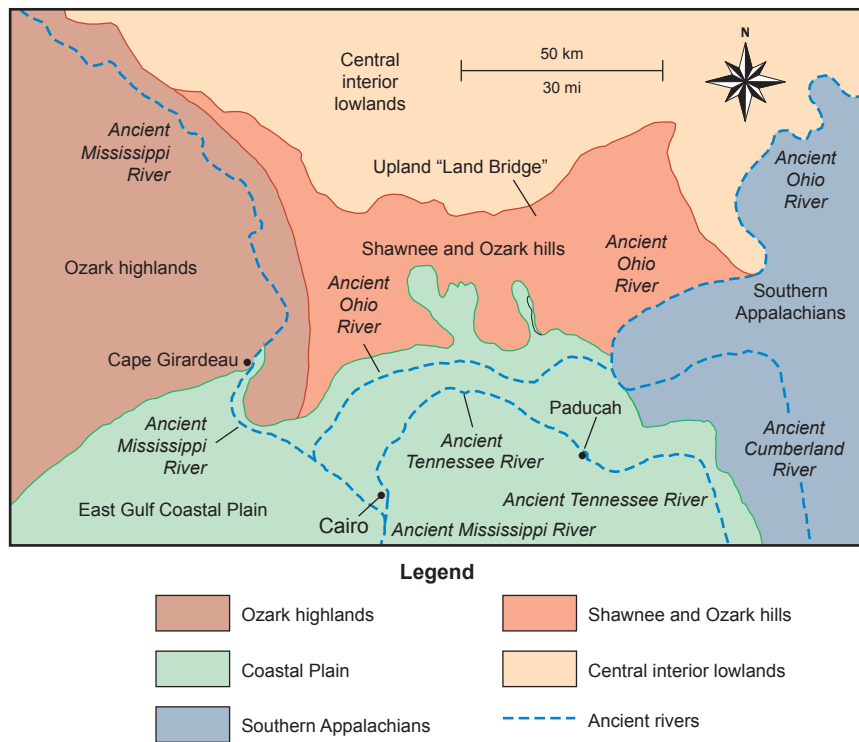 Central
interior
lowlands
50 km
30 mi
N
Ancient
Mississippi
River
Ancient
Ohio
River
Upland “Land Bridge”
Ozark highlands
Shawnee and Ozark hills
Ancient
Ohio
River
Ancient
Ohio
River
Southern
Appalachians
Cape Girardeau
Ancient
Mississippi
River
Ancient
Tennessee River
Paducah
Ancient
Cumberland
River
East Gulf Coastal Plain
Cairo
Ancient Tennessee River
Ancient Mississippi River
Legend
Ozark highlands
Shawnee and Ozark hills
Coastal Plain
Central interior lowlands
Southern Appalachians
Ancient rivers